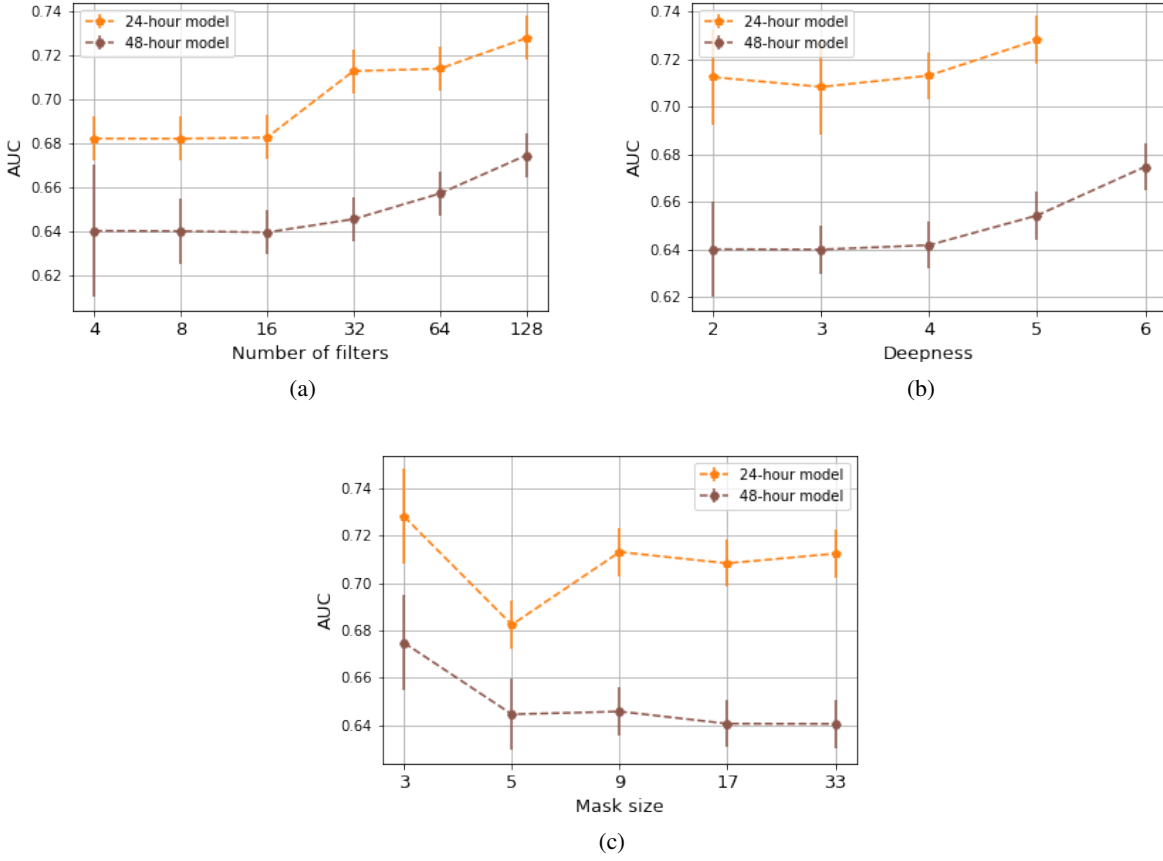 0.74
0.72
0.70
0.68
0.66
0.64
0.62
AUC
24-hour model
48-hour model
4 8 16 32 64 128
Number of filters
(a)
0.74
0.72
0.70
0.68
0.66
0.64
0.62
AUC
24-hour model
48-hour model
2 3 4 5 6
Deepness
(b)
0.74
0.72
0.70
0.68
0.66
0.64
AUC
24-hour model
48-hour model
3 5 9 17 33
Mask size
(c)